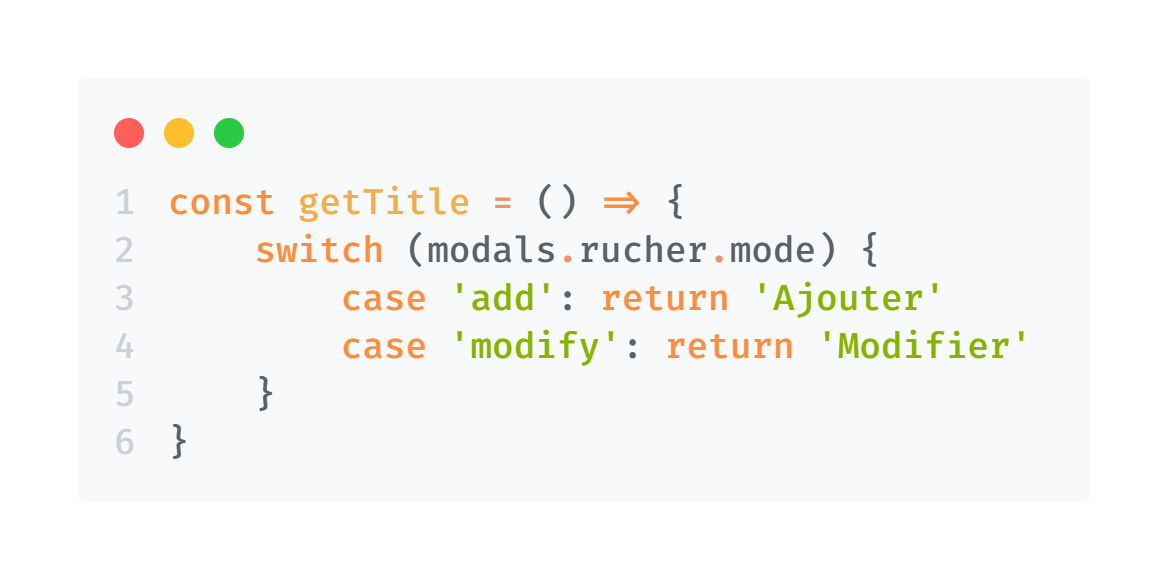 1 const getTitle = () => {
2     switch (modals.rucher.mode) {
3         case 'add': return 'Ajouter'
4         case 'modify': return 'Modifier'
5     }
6 }